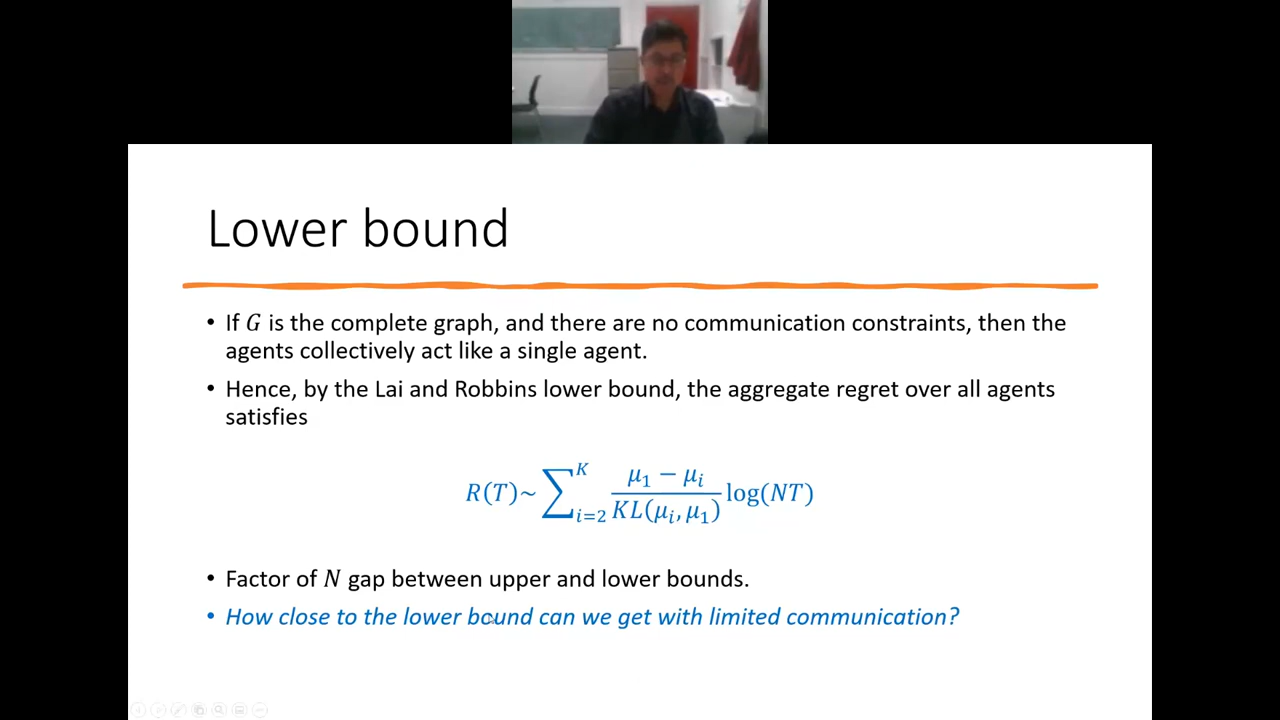 Lower bound
• If G is the complete graph, and there are no communication constraints, then the
agents collectively act like a single agent.
• Hence, by the Lai and Robbins lower bound, the aggregate regret over all agents
satisfies
R(T)~ ∑_{i=2}^{K} \frac{μ_1 − μ_i}{KL(μ_i, μ_1)} log(NT)
• Factor of N gap between upper and lower bounds.
• How close to the lower bound can we get with limited communication?